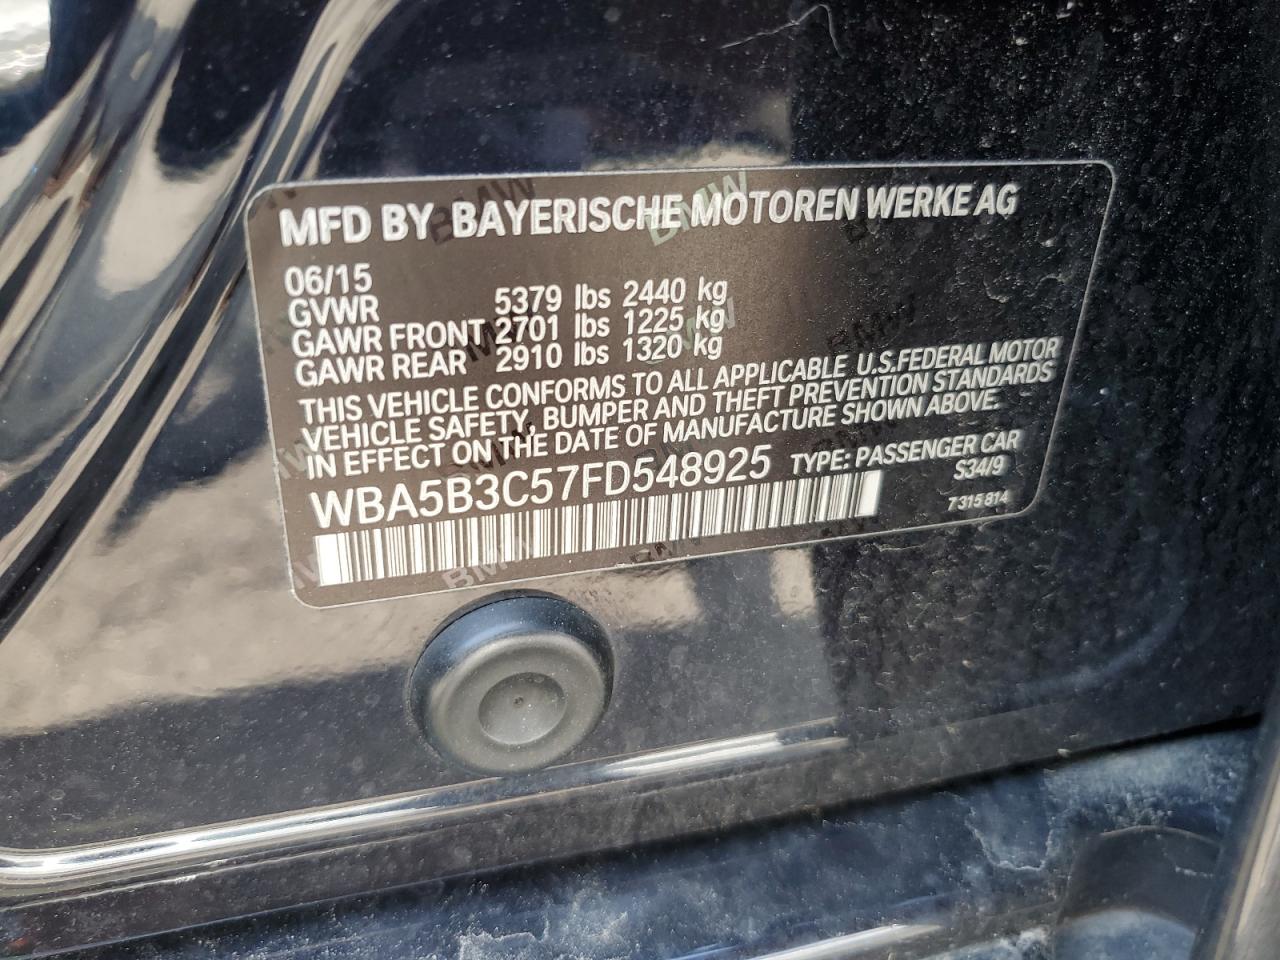 MFD BY BAYERISCHE MOTOREN WERKE AG
06/15
GVWR 5379 lbs 2440 kg
GAWR FRONT 2701 lbs 1225 kg
GAWR REAR 2910 lbs 1320 kg
THIS VEHICLE CONFORMS TO ALL APPLICABLE U.S.FEDERAL MOTOR
VEHICLE SAFETY, BUMPER AND THEFT PREVENTION STANDARDS
IN EFFECT ON THE DATE OF MANUFACTURE SHOWN ABOVE.
WBA5B3C57FD548925 TYPE: PASSENGER CAR
S34/9
7 315 814